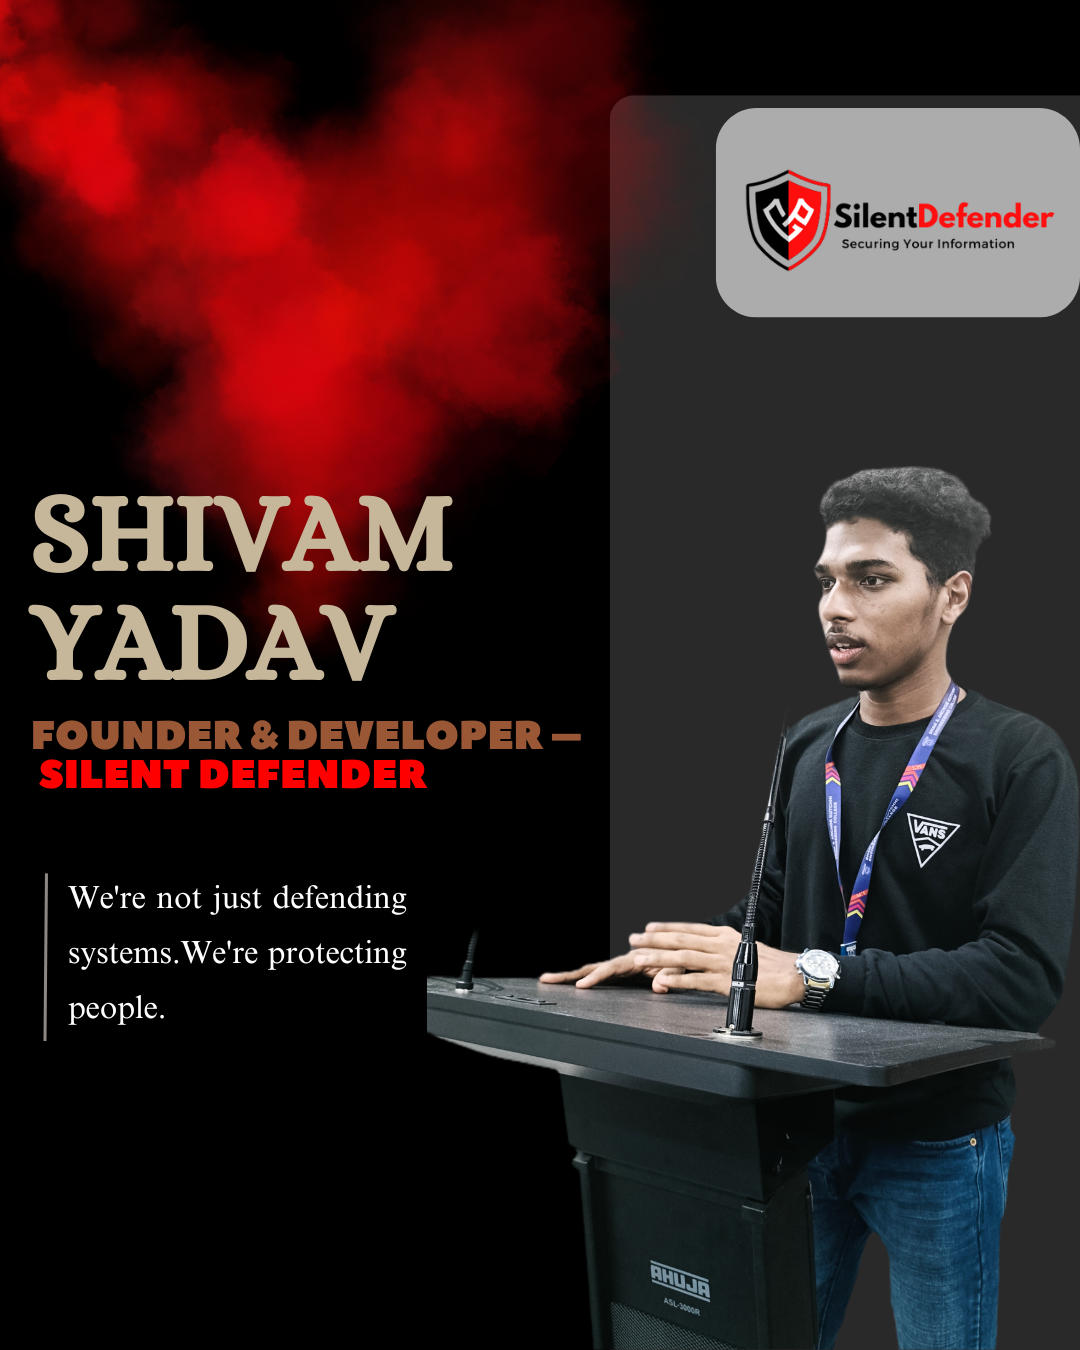 SilentDefender
Securing Your Information
SHIVAM
YADAV
FOUNDER & DEVELOPER –
SILENT DEFENDER
We're not just defending
systems.We're protecting
people.
VANS
AHUJA
ASL-3000R